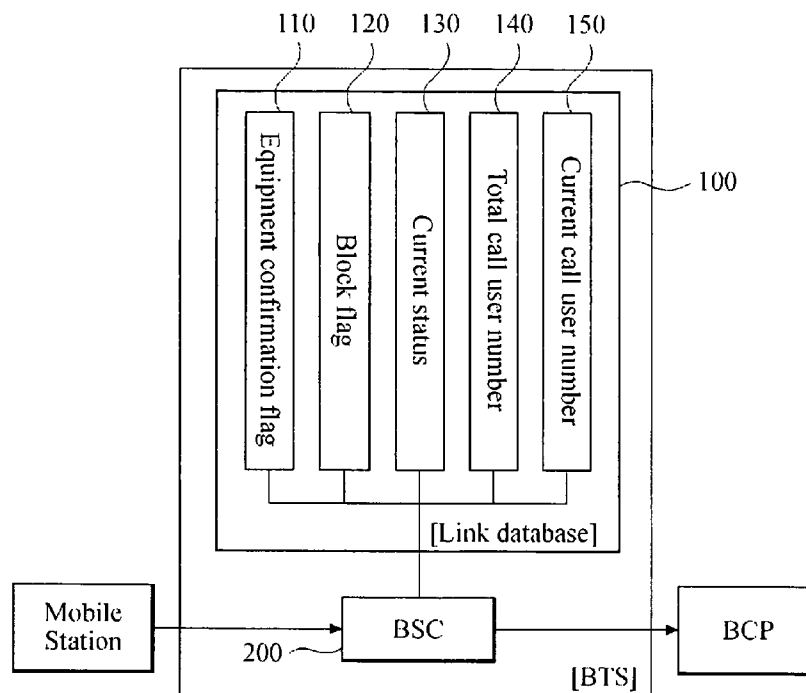 110 120 130 140 150
Equipment confirmation flag
Block flag
Current status
Total call user number
Current call user number
100
[Link database]
Mobile
Station
BSC
BCP
200
[BTS]